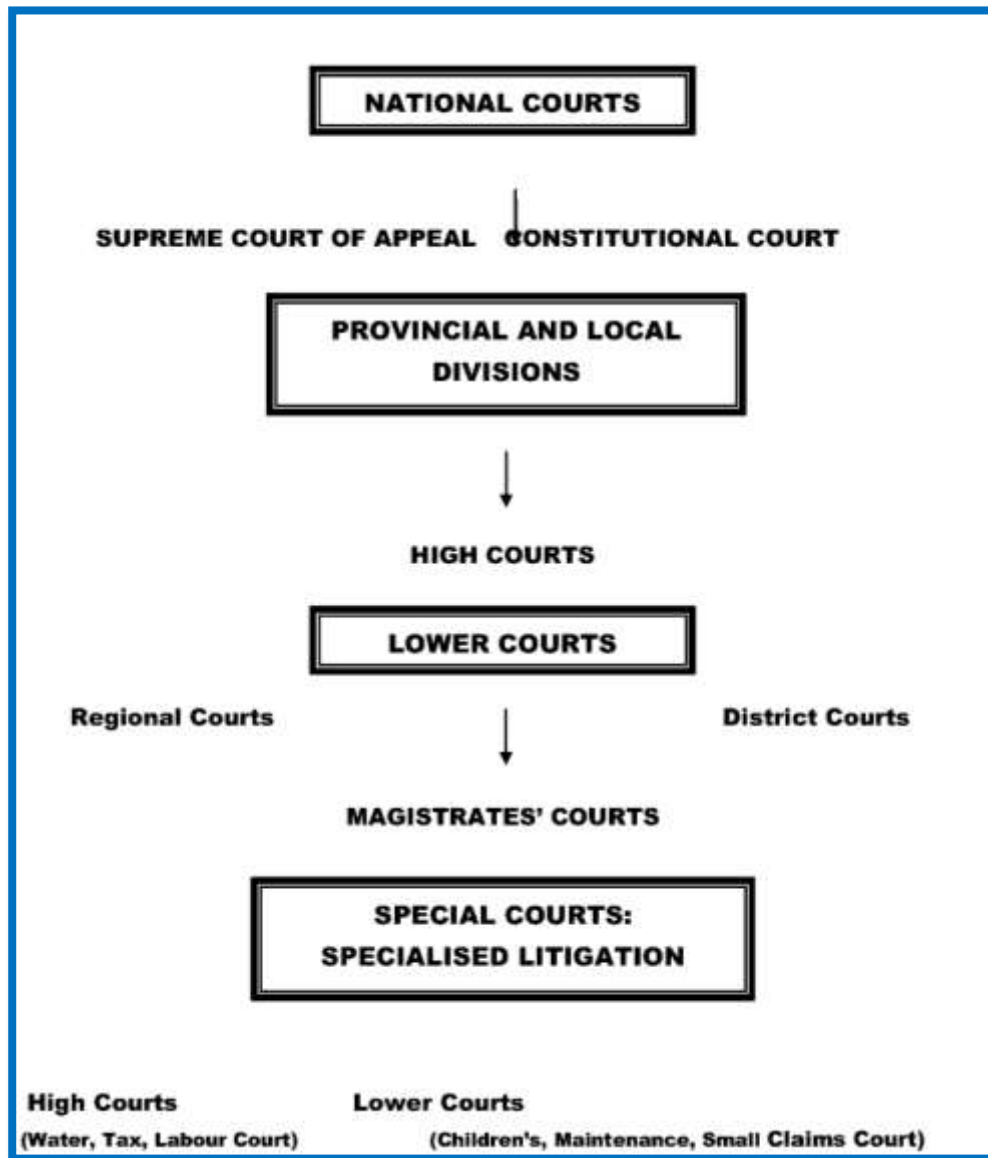 NATIONAL COURTS
SUPREME COURT OF APPEAL CONSTITUTIONAL COURT
PROVINCIAL AND LOCAL
DIVISIONS
HIGH COURTS
LOWER COURTS
Regional Courts District Courts
MAGISTRATES’ COURTS
SPECIAL COURTS:
SPECIALISED LITIGATION
High Courts Lower Courts
(Water, Tax, Labour Court) (Children’s, Maintenance, Small Claims Court)